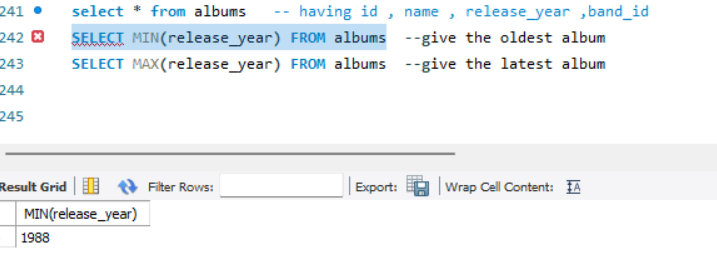 241 select * from albums -- having id , name , release_year ,band_id
242 SELECT MIN(release_year) FROM albums --give the oldest album
243 SELECT MAX(release_year) FROM albums --give the latest album
244
245
Result Grid Filter Rows: Export: Wrap Cell Content: IA
MIN(release_year)
1988